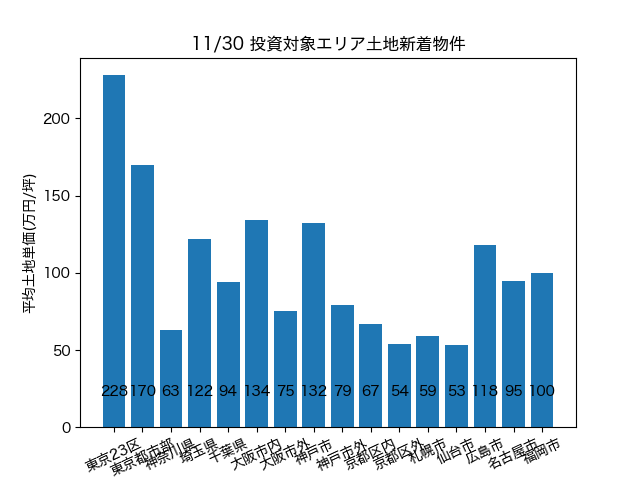 11/30 投資対象エリア土地新着物件
平均土地単価(万円/坪)
200
150
100
50
0
228 170 63 122 94 134 75 132 79 67 54 59 53 118 95 100
東京23区
東京都市部
神奈川県
埼玉県
千葉県
大阪市内
大阪市外
神戸市
神戸市外
京都区内
京都区外
札幌市
仙台市
広島市
名古屋市
福岡市